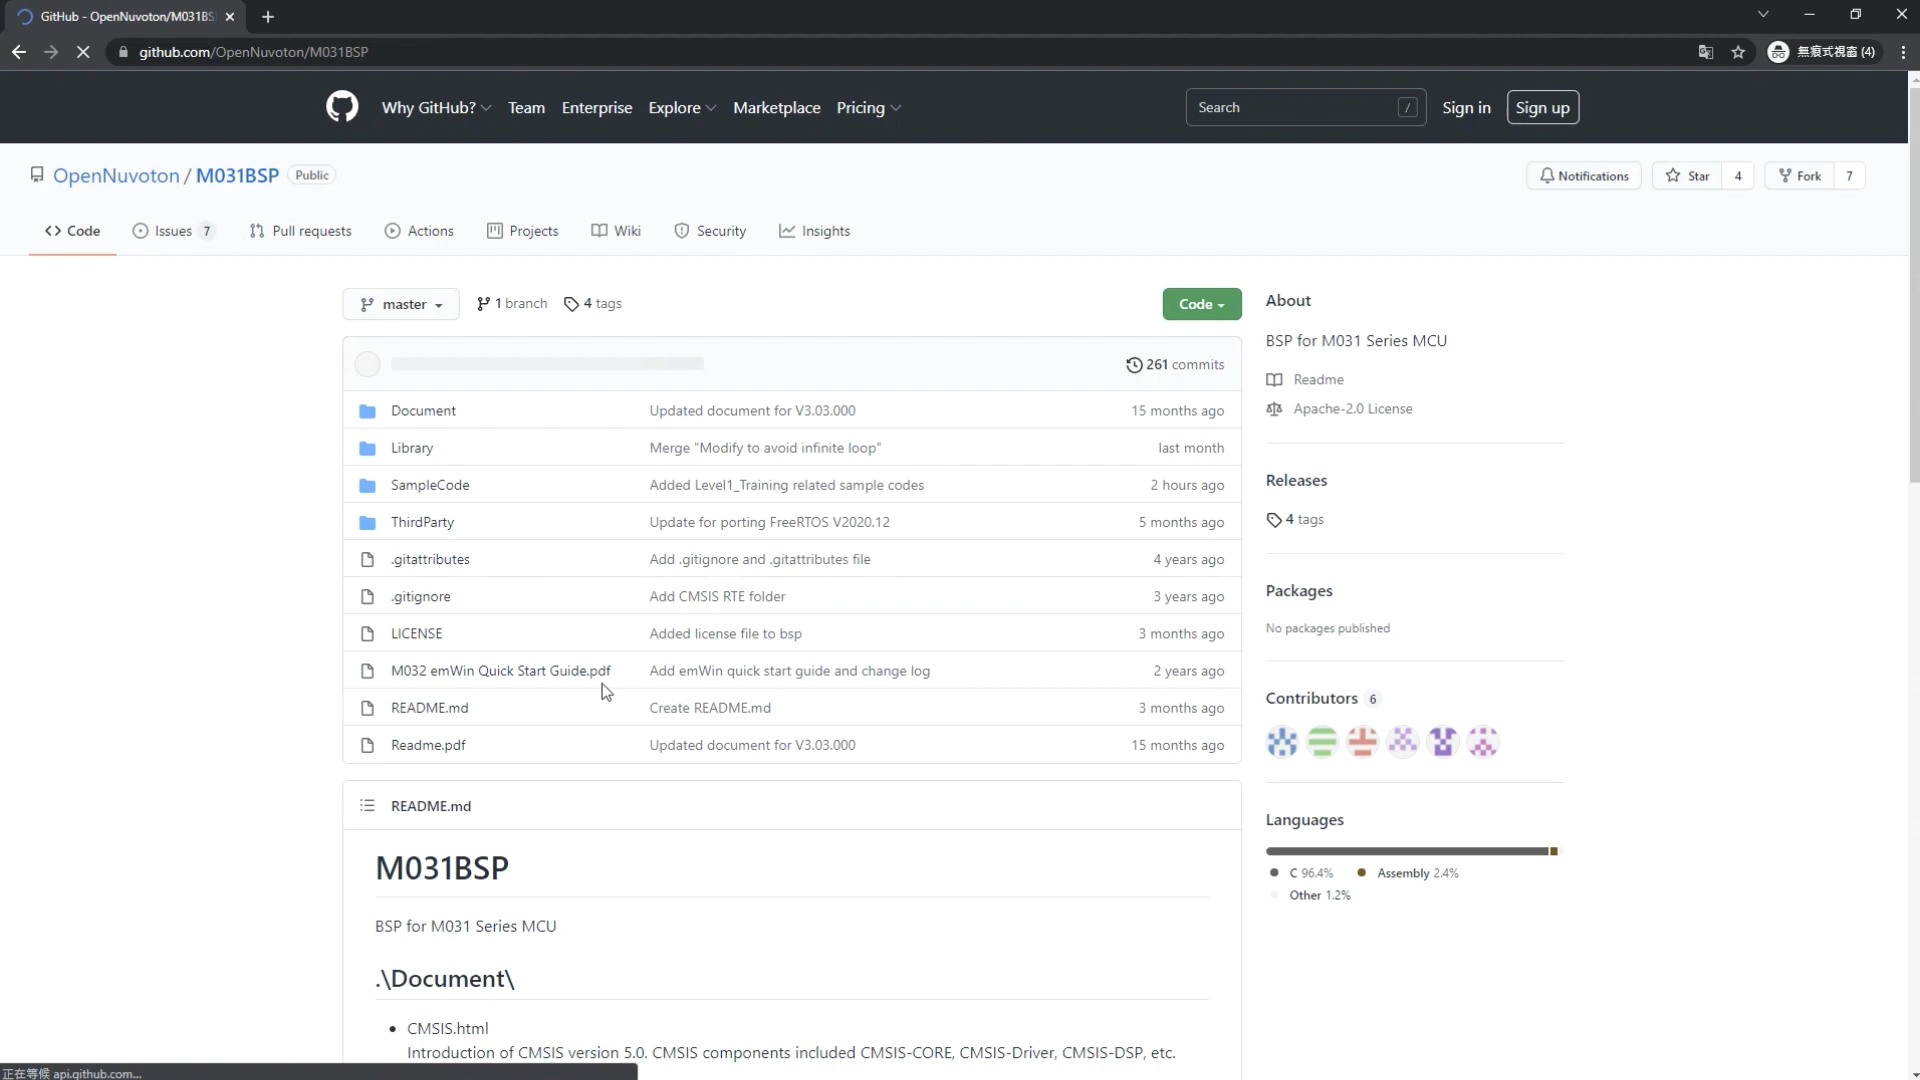 GitHub - OpenNuvoton/M031BS
github.com/OpenNuvoton/M031BSP
無痕式視窗 (4)
Why GitHub? Team Enterprise Explore Marketplace Pricing
Search /
Sign in
Sign up
OpenNuvoton / M031BSP Public
Notifications
Star 4
Fork 7
Code
Issues 7
Pull requests
Actions
Projects
Wiki
Security
Insights
master
1 branch
4 tags
Code
261 commits
Document Updated document for V3.03.000 15 months ago
Library Merge "Modify to avoid infinite loop" last month
SampleCode Added Level1_Training related sample codes 2 hours ago
ThirdParty Update for porting FreeRTOS V2020.12 5 months ago
.gitattributes Add .gitignore and .gitattributes file 4 years ago
.gitignore Add CMSIS RTE folder 3 years ago
LICENSE Added license file to bsp 3 months ago
M032 emWin Quick Start Guide.pdf Add emWin quick start guide and change log 2 years ago
README.md Create README.md 3 months ago
Readme.pdf Updated document for V3.03.000 15 months ago
README.md
M031BSP
BSP for M031 Series MCU
.\Document\
• CMSIS.html
Introduction of CMSIS version 5.0. CMSIS components included CMSIS-CORE, CMSIS-Driver, CMSIS-DSP, etc.
About
BSP for M031 Series MCU
Readme
Apache-2.0 License
Releases
4 tags
Packages
No packages published
Contributors 6
Languages
C 96.4% Assembly 2.4%
Other 1.2%
正在等候 api.github.com...